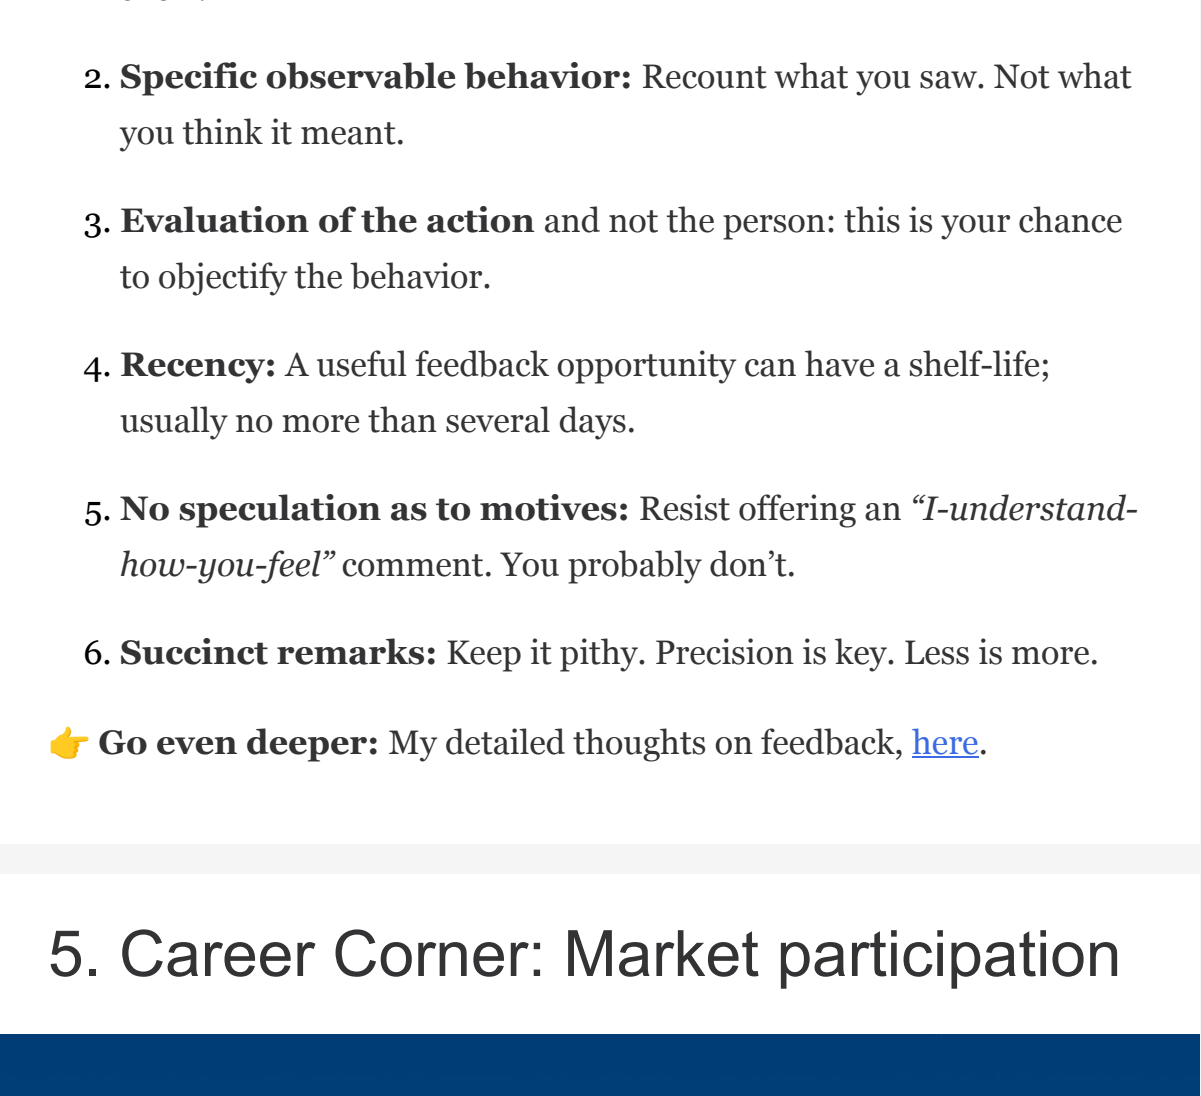 2. Specific observable behavior: Recount what you saw. Not what
you think it meant.
3. Evaluation of the action and not the person: this is your chance
to objectify the behavior.
4. Recency: A useful feedback opportunity can have a shelf-life;
usually no more than several days.
5. No speculation as to motives: Resist offering an “I-understand-
how-you-feel” comment. You probably don’t.
6. Succinct remarks: Keep it pithy. Precision is key. Less is more.
👉 Go even deeper: My detailed thoughts on feedback, here.
5. Career Corner: Market participation